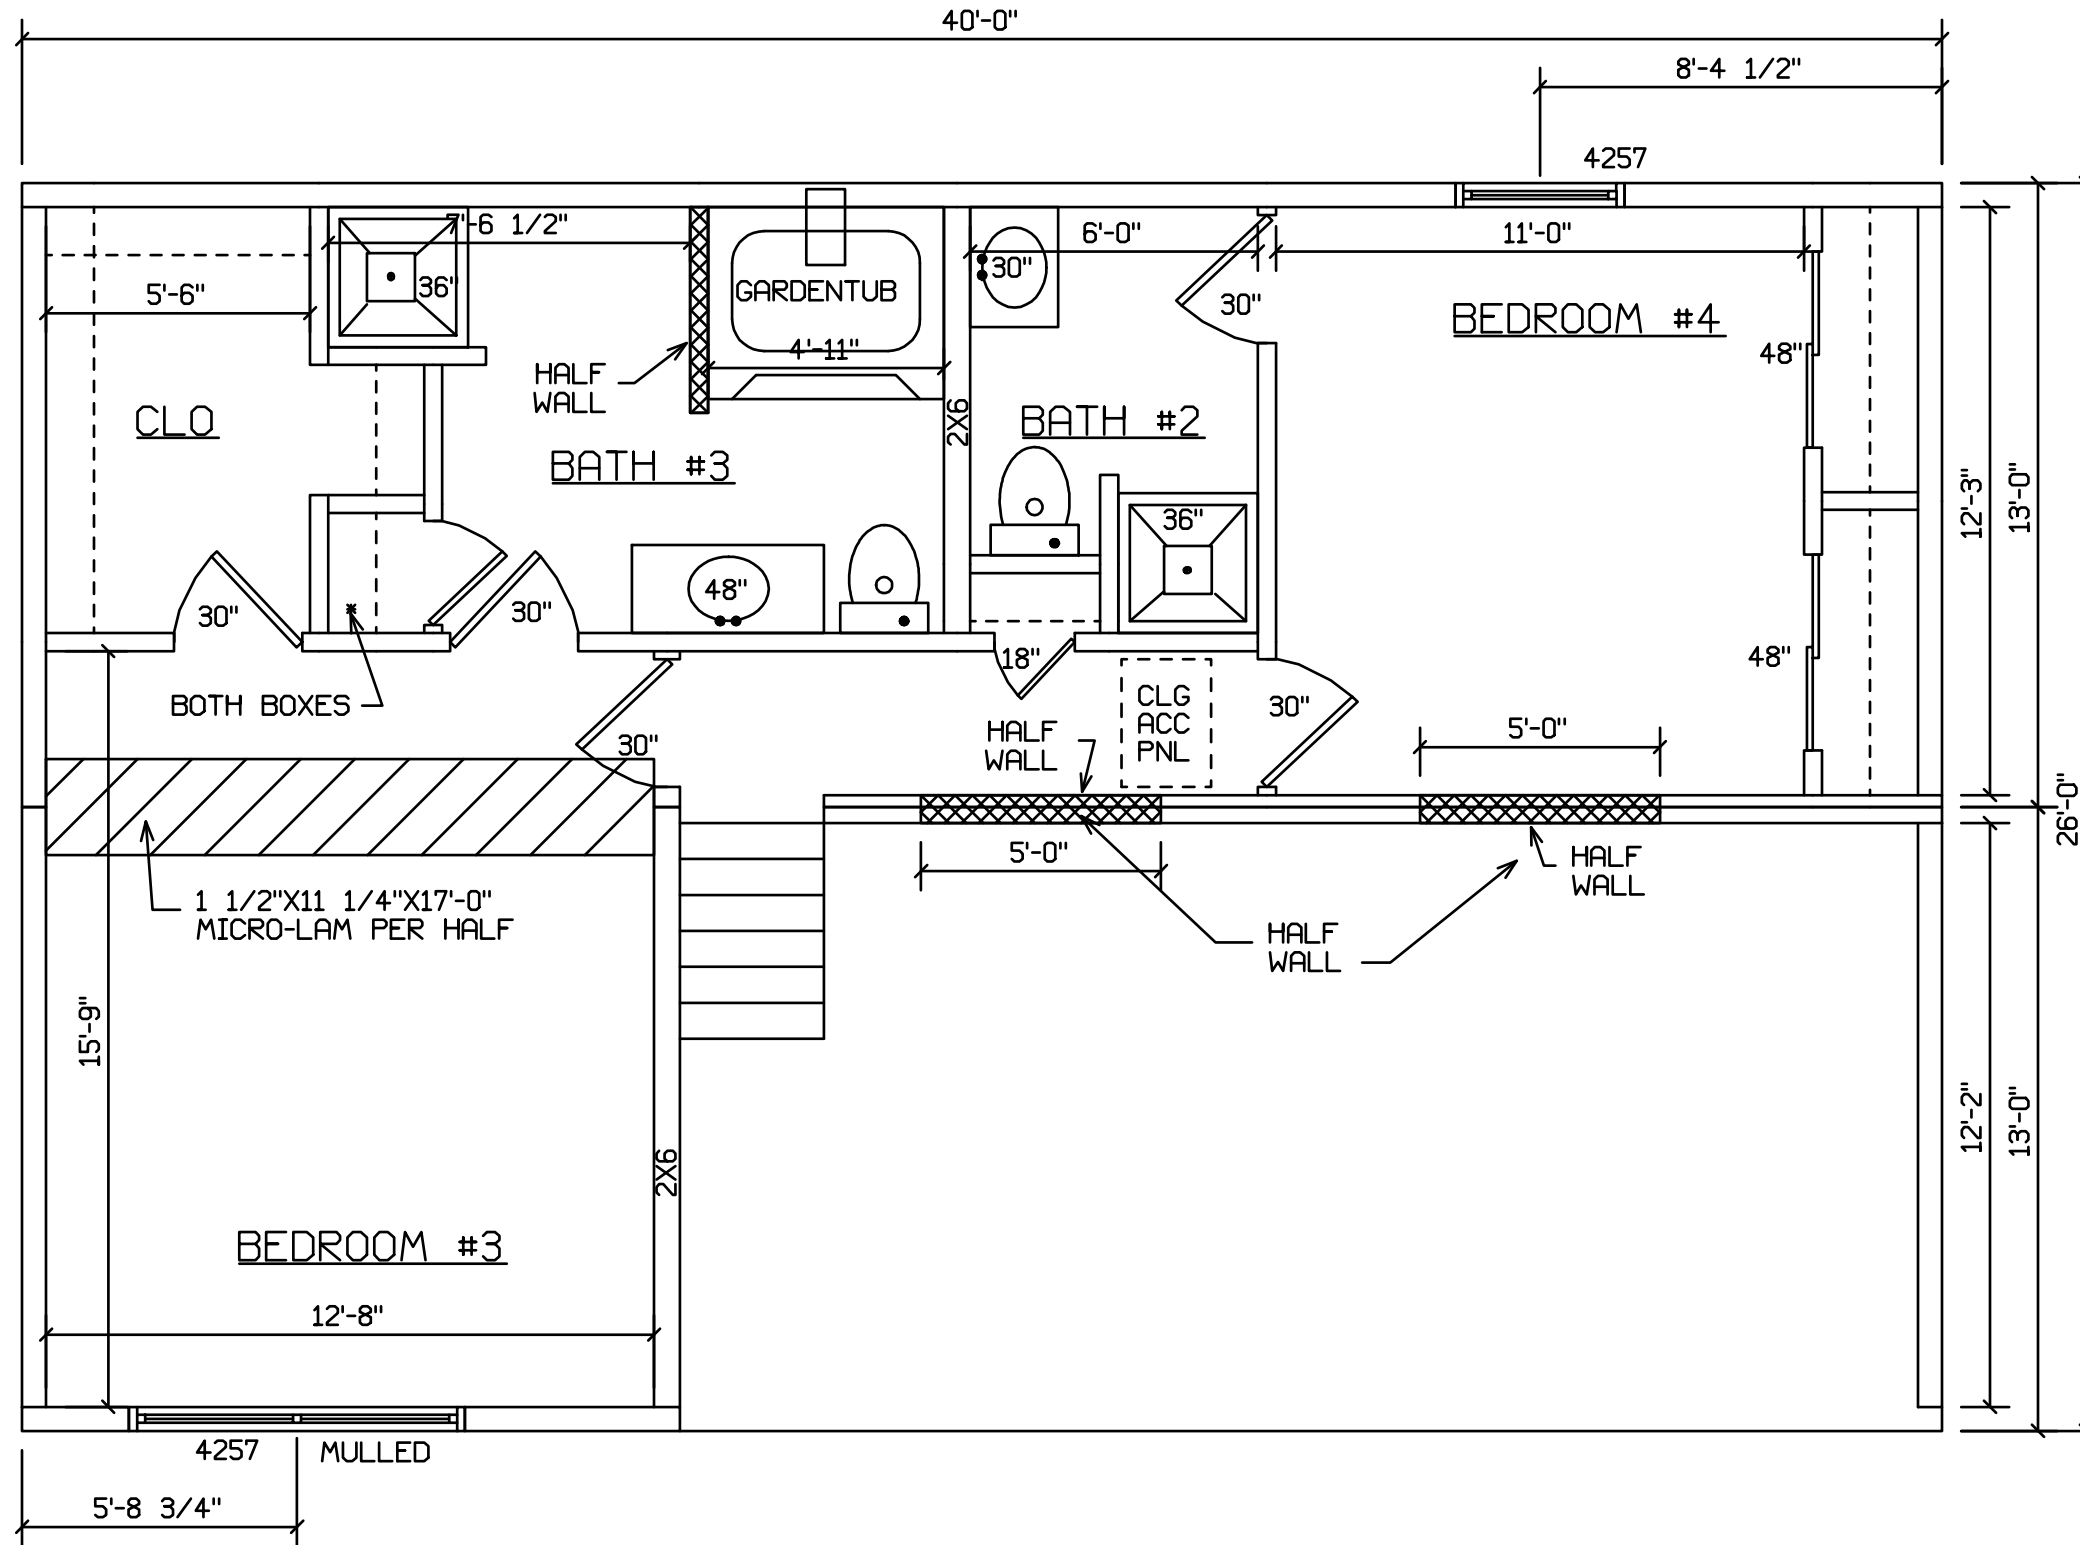 40'-0"
8'-4 1/2"
4257
7'-6 1/2"
6'-0"
11'-0"
30"
36"
5'-6"
GARDENTUB
30"
BEDROOM #4
4'-11"
48"
HALF
WALL
CLO
2X6
BATH #2
BATH #3
12'-3"
13'-0"
36"
48"
30"
30"
18"
48"
BOTH BOXES
CLG
ACC
PNL
30"
HALF
WALL
30"
5'-0"
26'-0"
5'-0"
HALF
WALL
1 1/2"X11 1/4"X17'-0"
MICRO-LAM PER HALF
HALF
WALL
15'-9"
12'-2"
13'-0"
2X6
BEDROOM #3
12'-8"
4257
MULLED
5'-8 3/4"